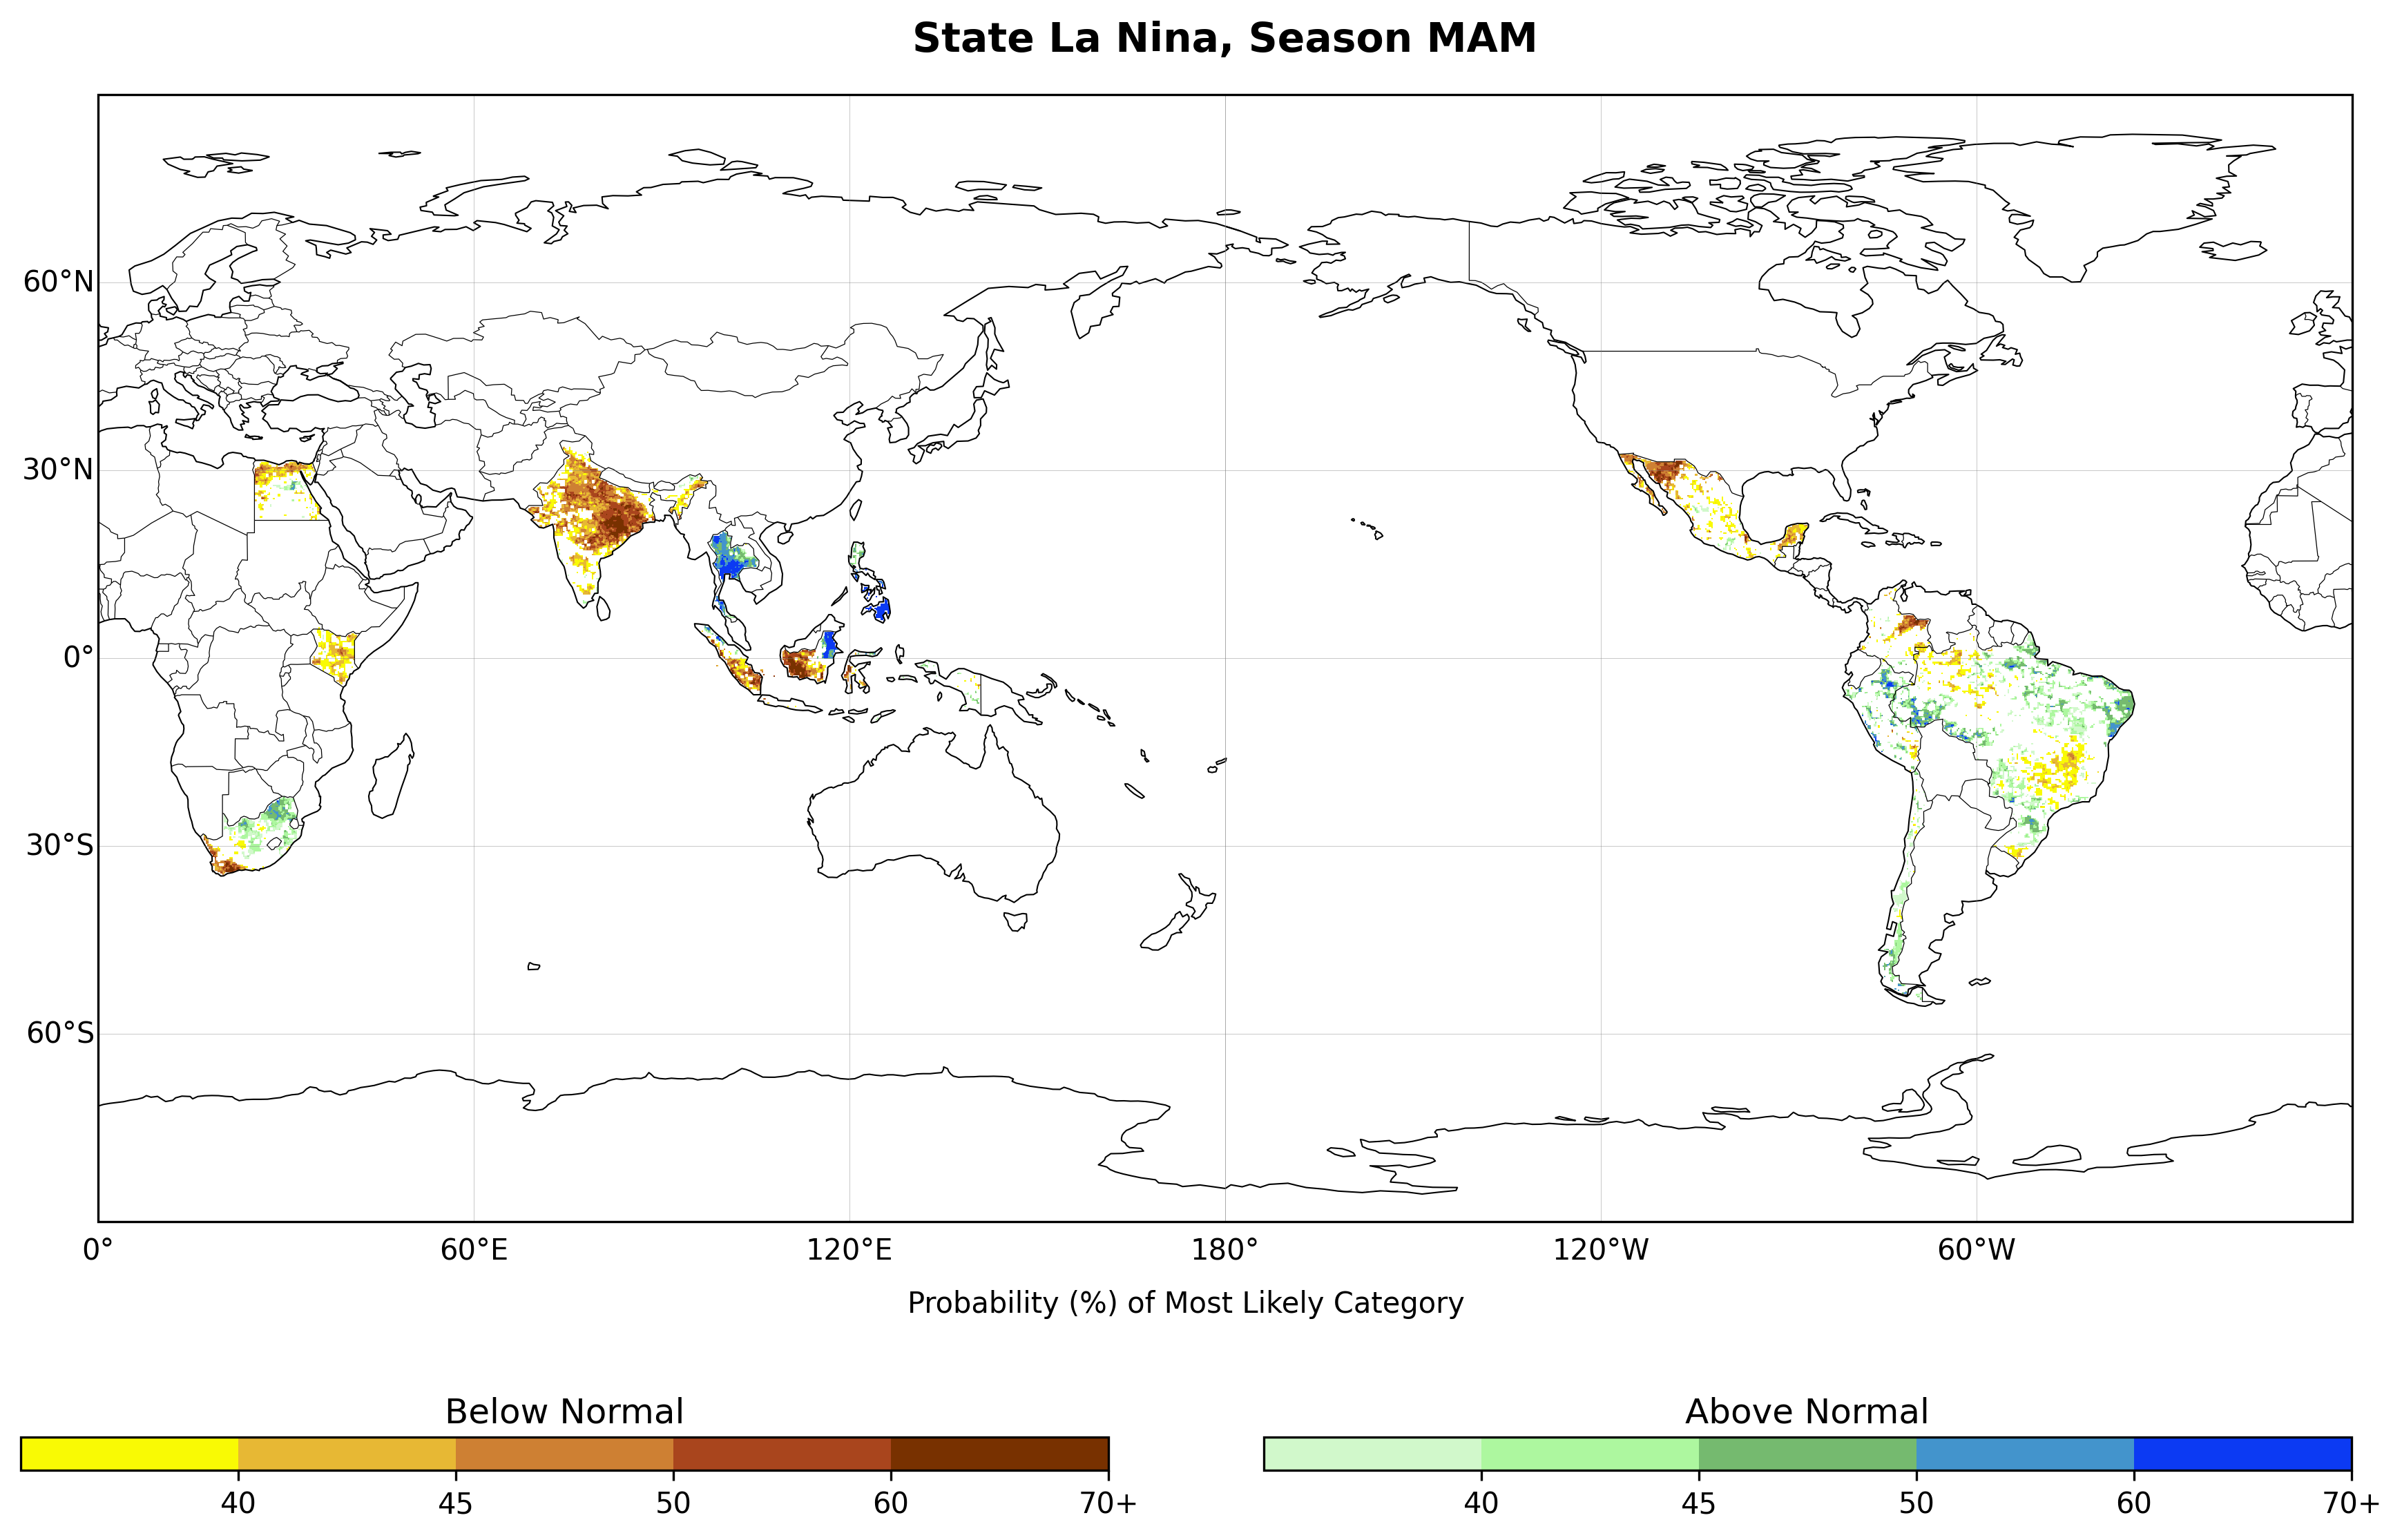 State La Nina, Season MAM
60°N
30°N
0°
30°S
60°S
0° 60°E 120°E 180° 120°W 60°W
Probability (%) of Most Likely Category
Below Normal Above Normal
40 45 50 60 70+ 40 45 50 60 70+